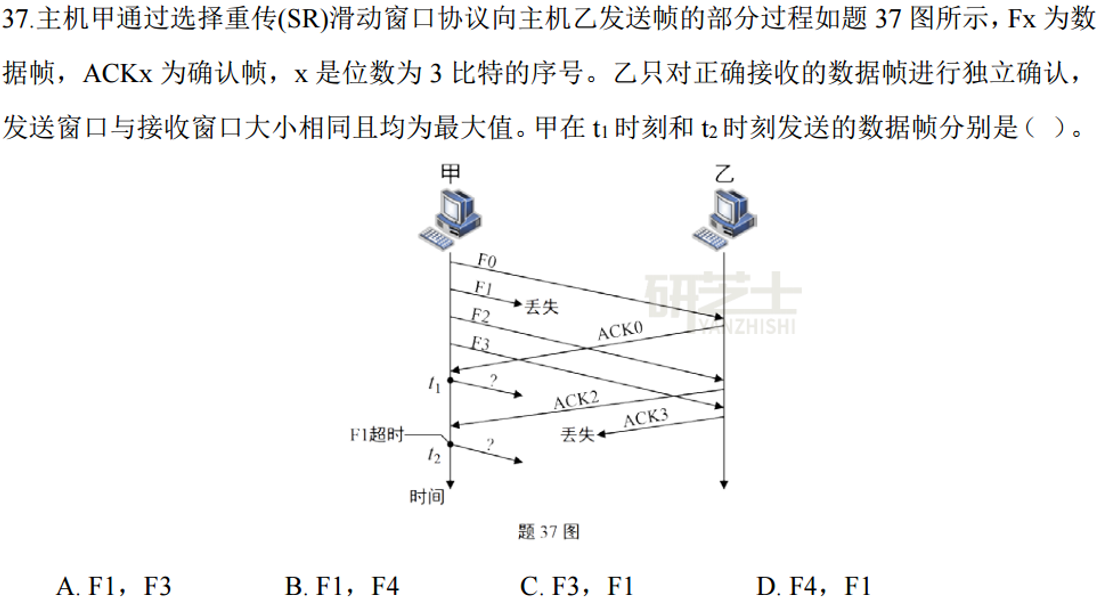 37.主机甲通过选择重传(SR)滑动窗口协议向主机乙发送帧的部分过程如题 37 图所示，Fx 为数
据帧，ACKx 为确认帧，x 是位数为 3 比特的序号。乙只对正确接收的数据帧进行独立确认，
发送窗口与接收窗口大小相同且均为最大值。甲在 t1 时刻和 t2 时刻发送的数据帧分别是（ ）。
甲 乙
F0
F1
丢失
F2
ACK0
F3
t1
?
ACK2
ACK3
F1超时
丢失
?
t2
时间
研芝士
YANZHISHI
题 37 图
A. F1，F3 B. F1，F4 C. F3，F1 D. F4，F1